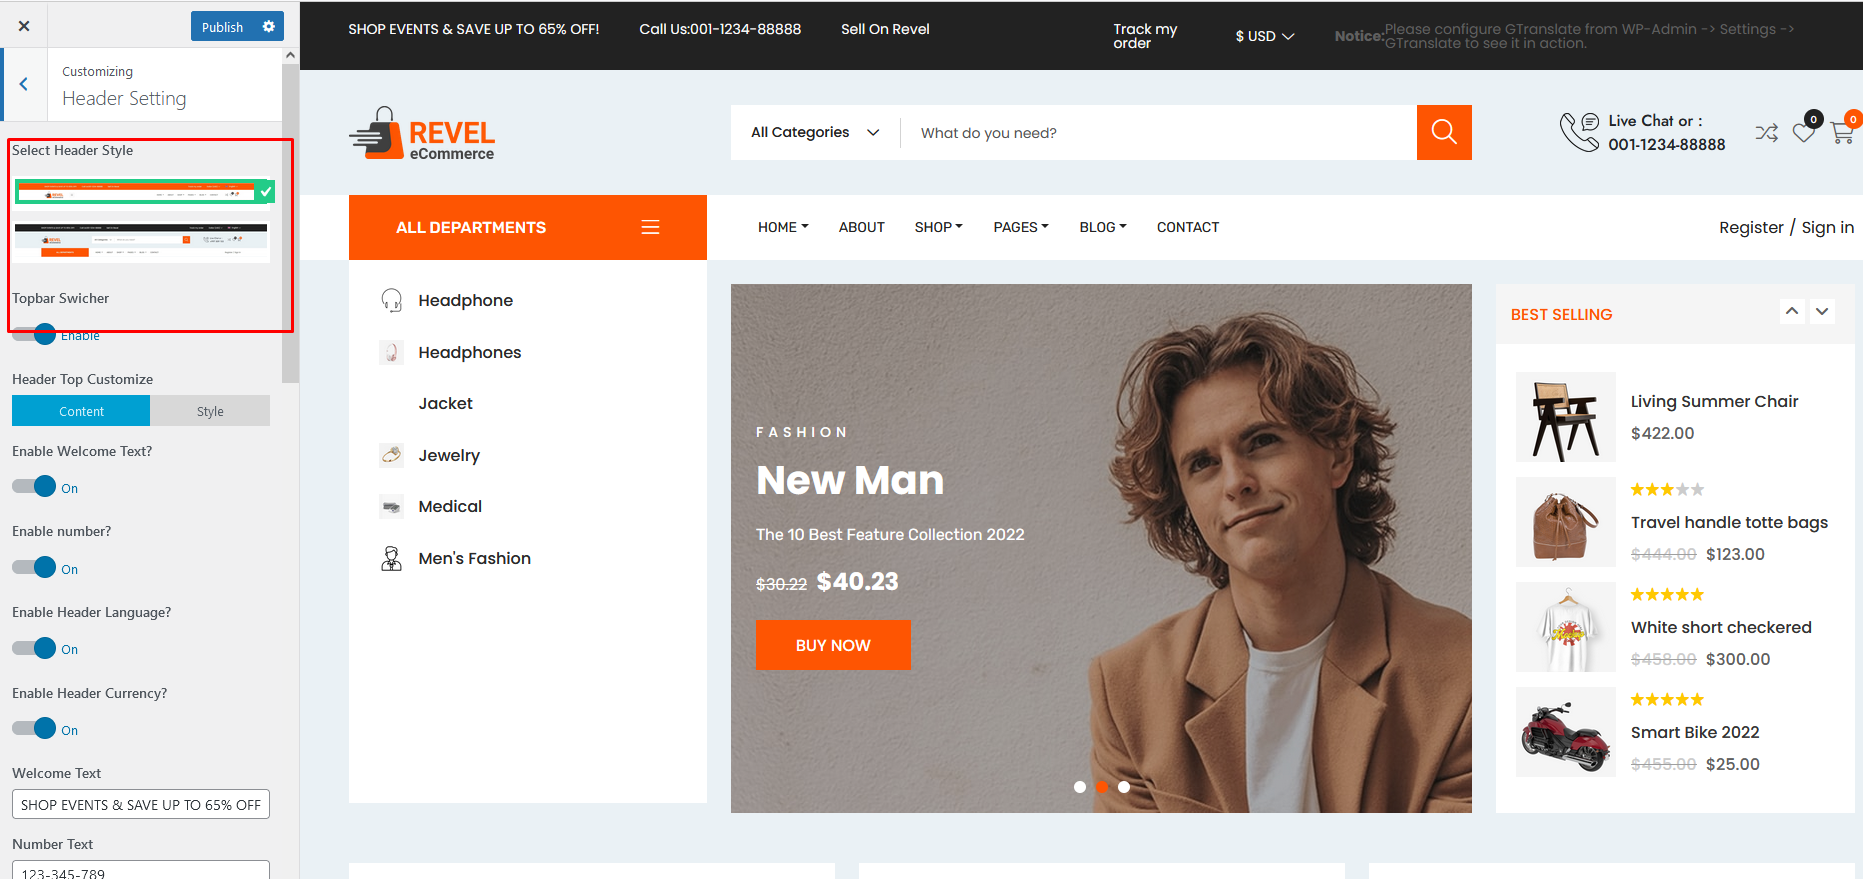 Publish
Customizing
Header Setting
Select Header Style
REVEL
REVEL
Topbar Swicher
Enable
Header Top Customize
Content Style
Enable Welcome Text?
On
Enable number?
On
Enable Header Language?
On
Enable Header Currency?
On
Welcome Text
SHOP EVENTS & SAVE UP TO 65% OFF
Number Text
123-345-789
SHOP EVENTS & SAVE UP TO 65% OFF! Call Us:001-1234-88888 Sell On Revel
Track my
order
$ USD
Notice:Please configure GTranslate from WP-Admin -> Settings ->
GTranslate to see it in action.
REVEL
eCommerce
All Categories What do you need?
Live Chat or :
001-1234-88888
0
0
ALL DEPARTMENTS
HOME ABOUT SHOP PAGES BLOG CONTACT
Register / Sign in
Headphone
Headphones
Jacket
Jewelry
Medical
Men's Fashion
FASHION
New Man
The 10 Best Feature Collection 2022
$30.22 $40.23
BUY NOW
BEST SELLING
Living Summer Chair
$422.00
Travel handle totte bags
$444.00 $123.00
White short checkered
$458.00 $300.00
Smart Bike 2022
$455.00 $25.00